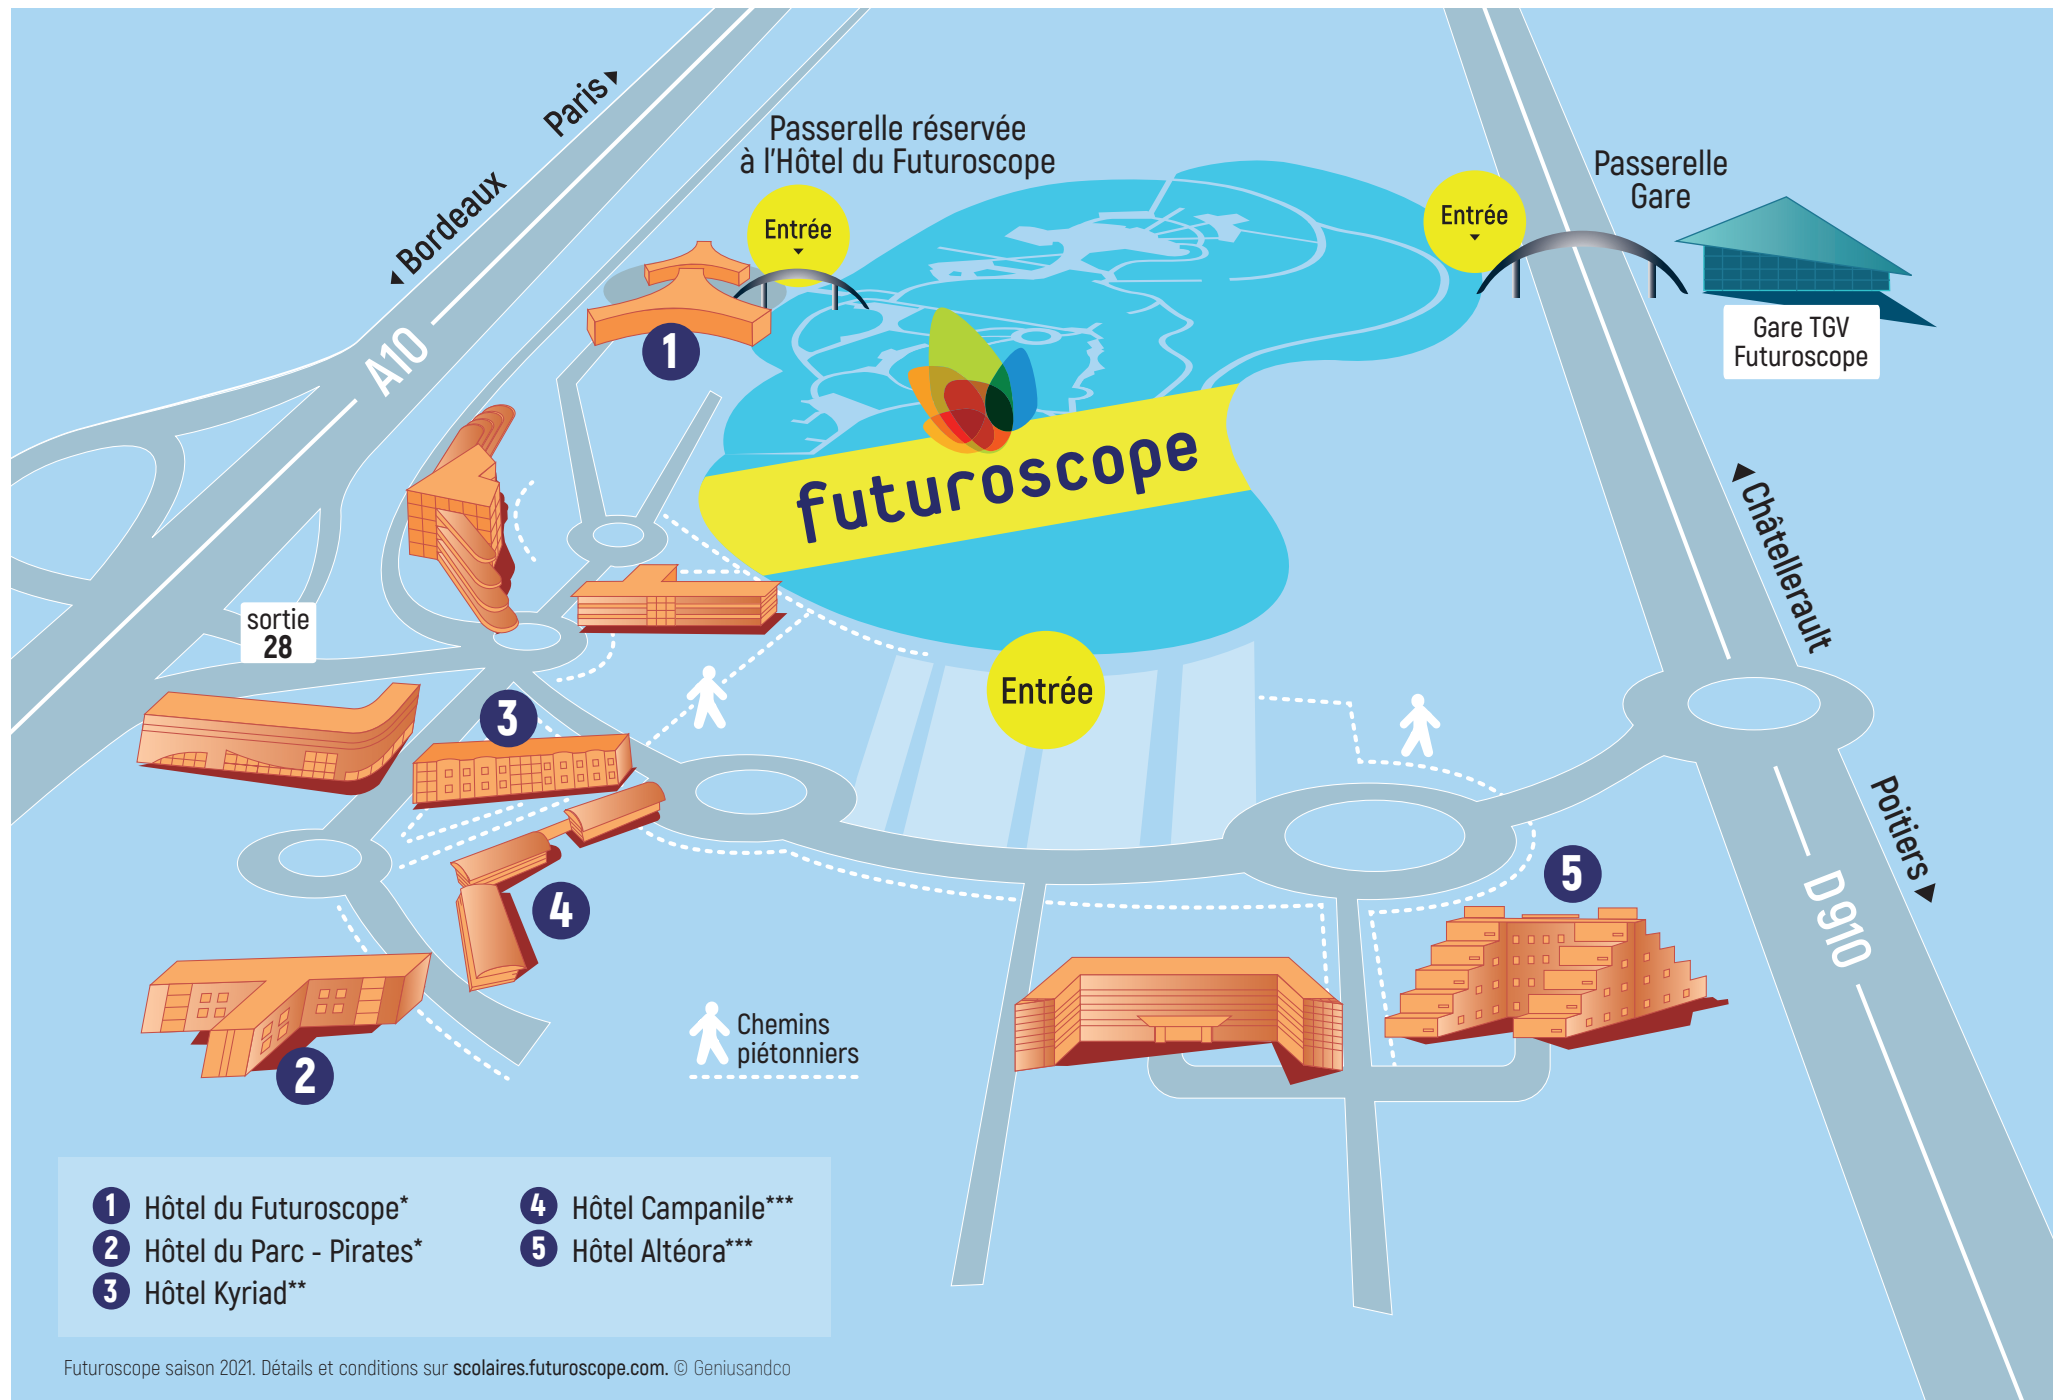 Paris
Bordeaux
A10
Passerelle réservée
à l'Hôtel du Futuroscope
Entrée
Entrée
Passerelle
Gare
Gare TGV
Futuroscope
1
futuroscope
Châtellerault
sortie
28
3
Entrée
Poitiers
D910
4
5
2
Chemins
piétonniers
1 Hôtel du Futuroscope*
2 Hôtel du Parc - Pirates*
3 Hôtel Kyriad**
4 Hôtel Campanile***
5 Hôtel Altéora***
Futuroscope saison 2021. Détails et conditions sur scolaires.futuroscope.com. © Geniusandco